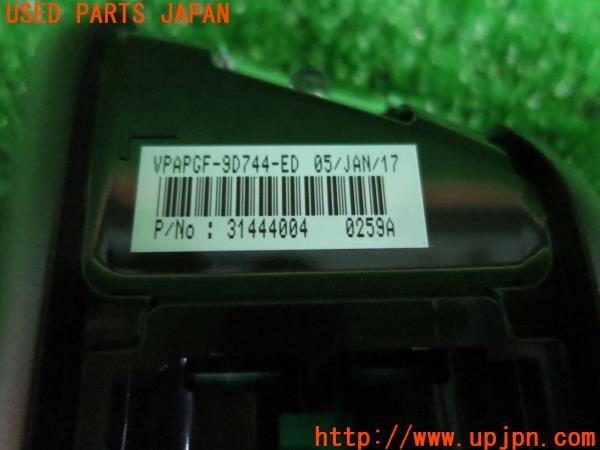 USED PARTS JAPAN
VPAPGF-9D744-ED 05/JAN/17
P/No : 31444004 0259A
http://www.upjpn.com/